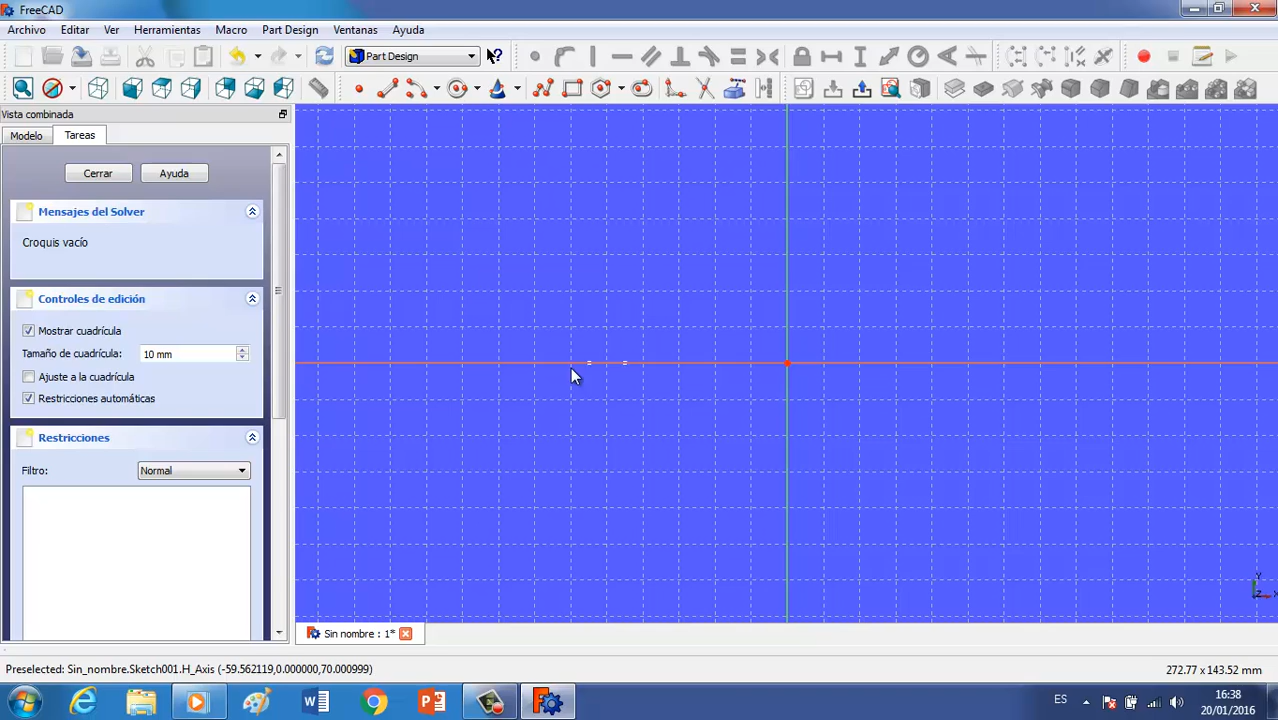 FreeCAD
Archivo Editar Ver Herramientas Macro Part Design Ventanas Ayuda
Part Design
Vista combinada
Modelo Tareas
Cerrar Ayuda
Mensajes del Solver
Croquis vacío
Controles de edición
Mostrar cuadrícula
Tamaño de cuadrícula: 10 mm
Ajuste a la cuadrícula
Restricciones automáticas
Restricciones
Filtro: Normal
Y
Z X
Sin nombre : 1*
Preselected: Sin_nombre.Sketch001.H_Axis (-59.562119,0.000000,70.000999)
272.77 x 143.52 mm
ES
16:38
20/01/2016